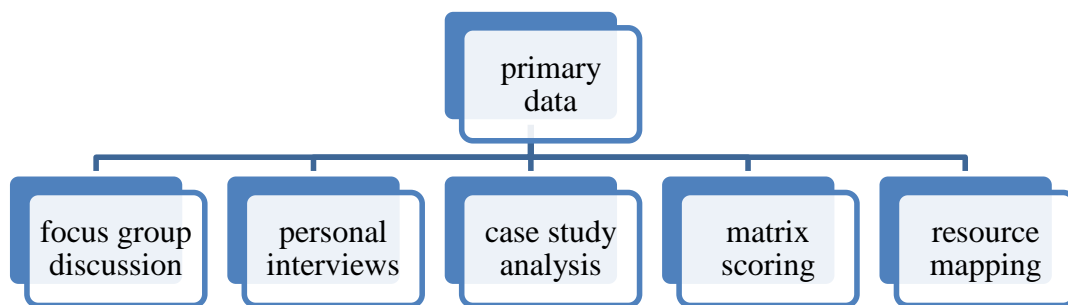 primary
data
focus group
discussion
personal
interviews
case study
analysis
matrix
scoring
resource
mapping